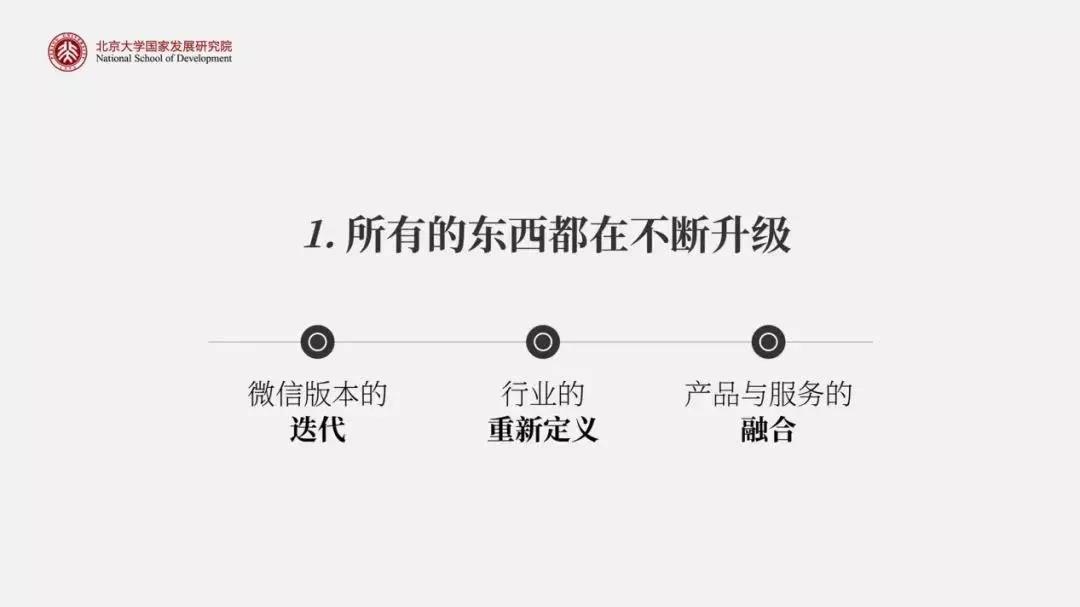 北京大学国家发展研究院
National School of Development
1. 所有的东西都在不断升级
微信版本的
迭代
行业的
重新定义
产品与服务的
融合